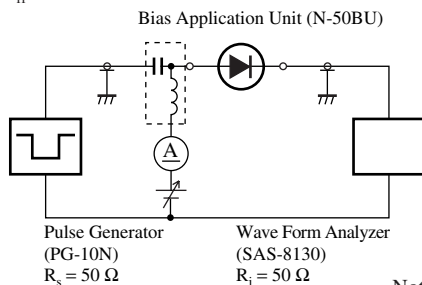 Bias Application Unit (N-50BU)
A
Pulse Generator
(PG-10N)
Rs = 50 Ω
Wave Form Analyzer
(SAS-8130)
Ri = 50 Ω